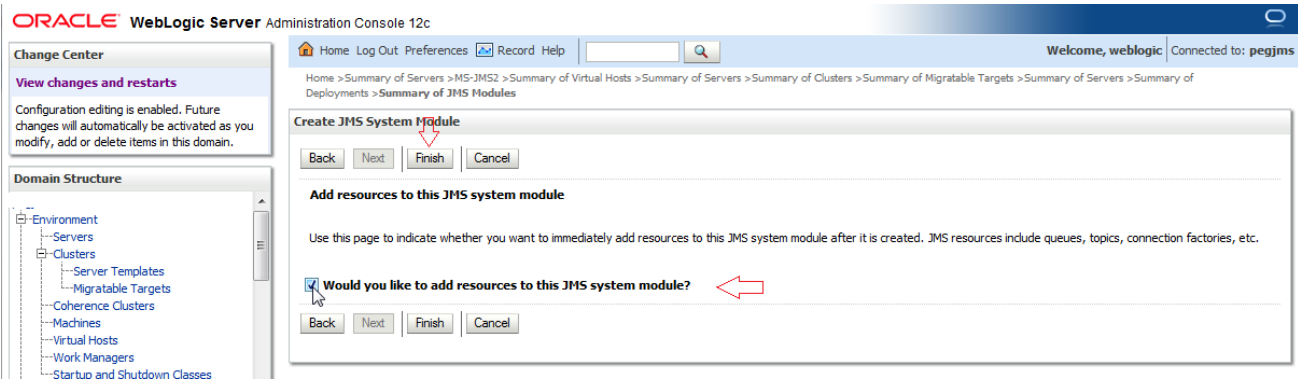 ORACLE WebLogic Server Administration Console 12c
Change Center
View changes and restarts
Configuration editing is enabled. Future
changes will automatically be activated as you
modify, add or delete items in this domain.
Domain Structure
Environment
Servers
Clusters
Server Templates
Migratable Targets
Coherence Clusters
Machines
Virtual Hosts
Work Managers
Startup and Shutdown Classes
Home Log Out Preferences Record Help
Welcome, weblogic Connected to: pegjms
Home >Summary of Servers >MS-JMS2 >Summary of Virtual Hosts >Summary of Servers >Summary of Clusters >Summary of Migratable Targets >Summary of Servers >Summary of
Deployments >Summary of JMS Modules
Create JMS System Module
Back Next Finish Cancel
Add resources to this JMS system module
Use this page to indicate whether you want to immediately add resources to this JMS system module after it is created. JMS resources include queues, topics, connection factories, etc.
Would you like to add resources to this JMS system module?
Back Next Finish Cancel